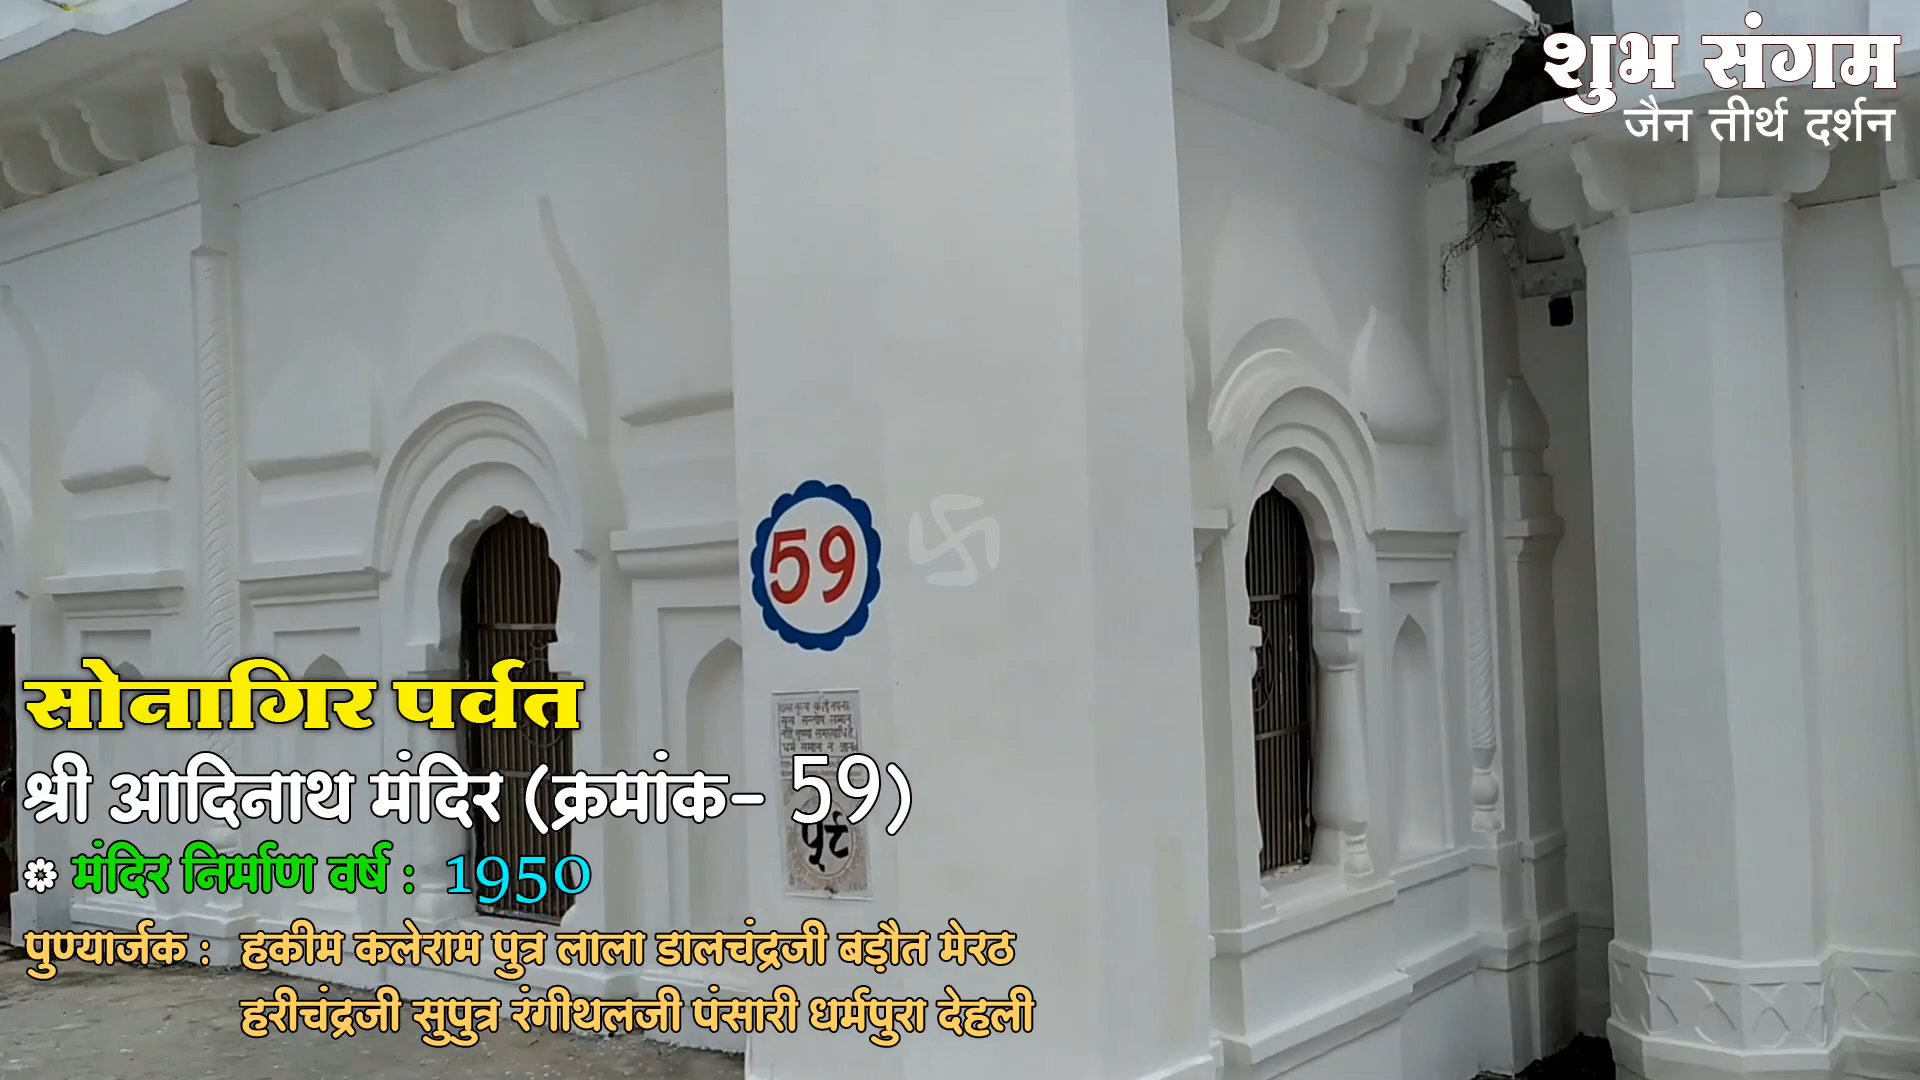 शुभ संगम
जैन तीर्थ दर्शन
59
सोनागिर पर्वत
श्री आदिनाथ मंदिर (क्रमांक- 59)
मंदिर निर्माण वर्ष : 1950
पुण्यार्जक : हकीम कलेराम पुत्र लाला डालचंद्रजी बड़ौत मेरठ
हरीचंद्रजी सुपुत्र रंगीथलजी पंसारी धर्मपुरा देहली